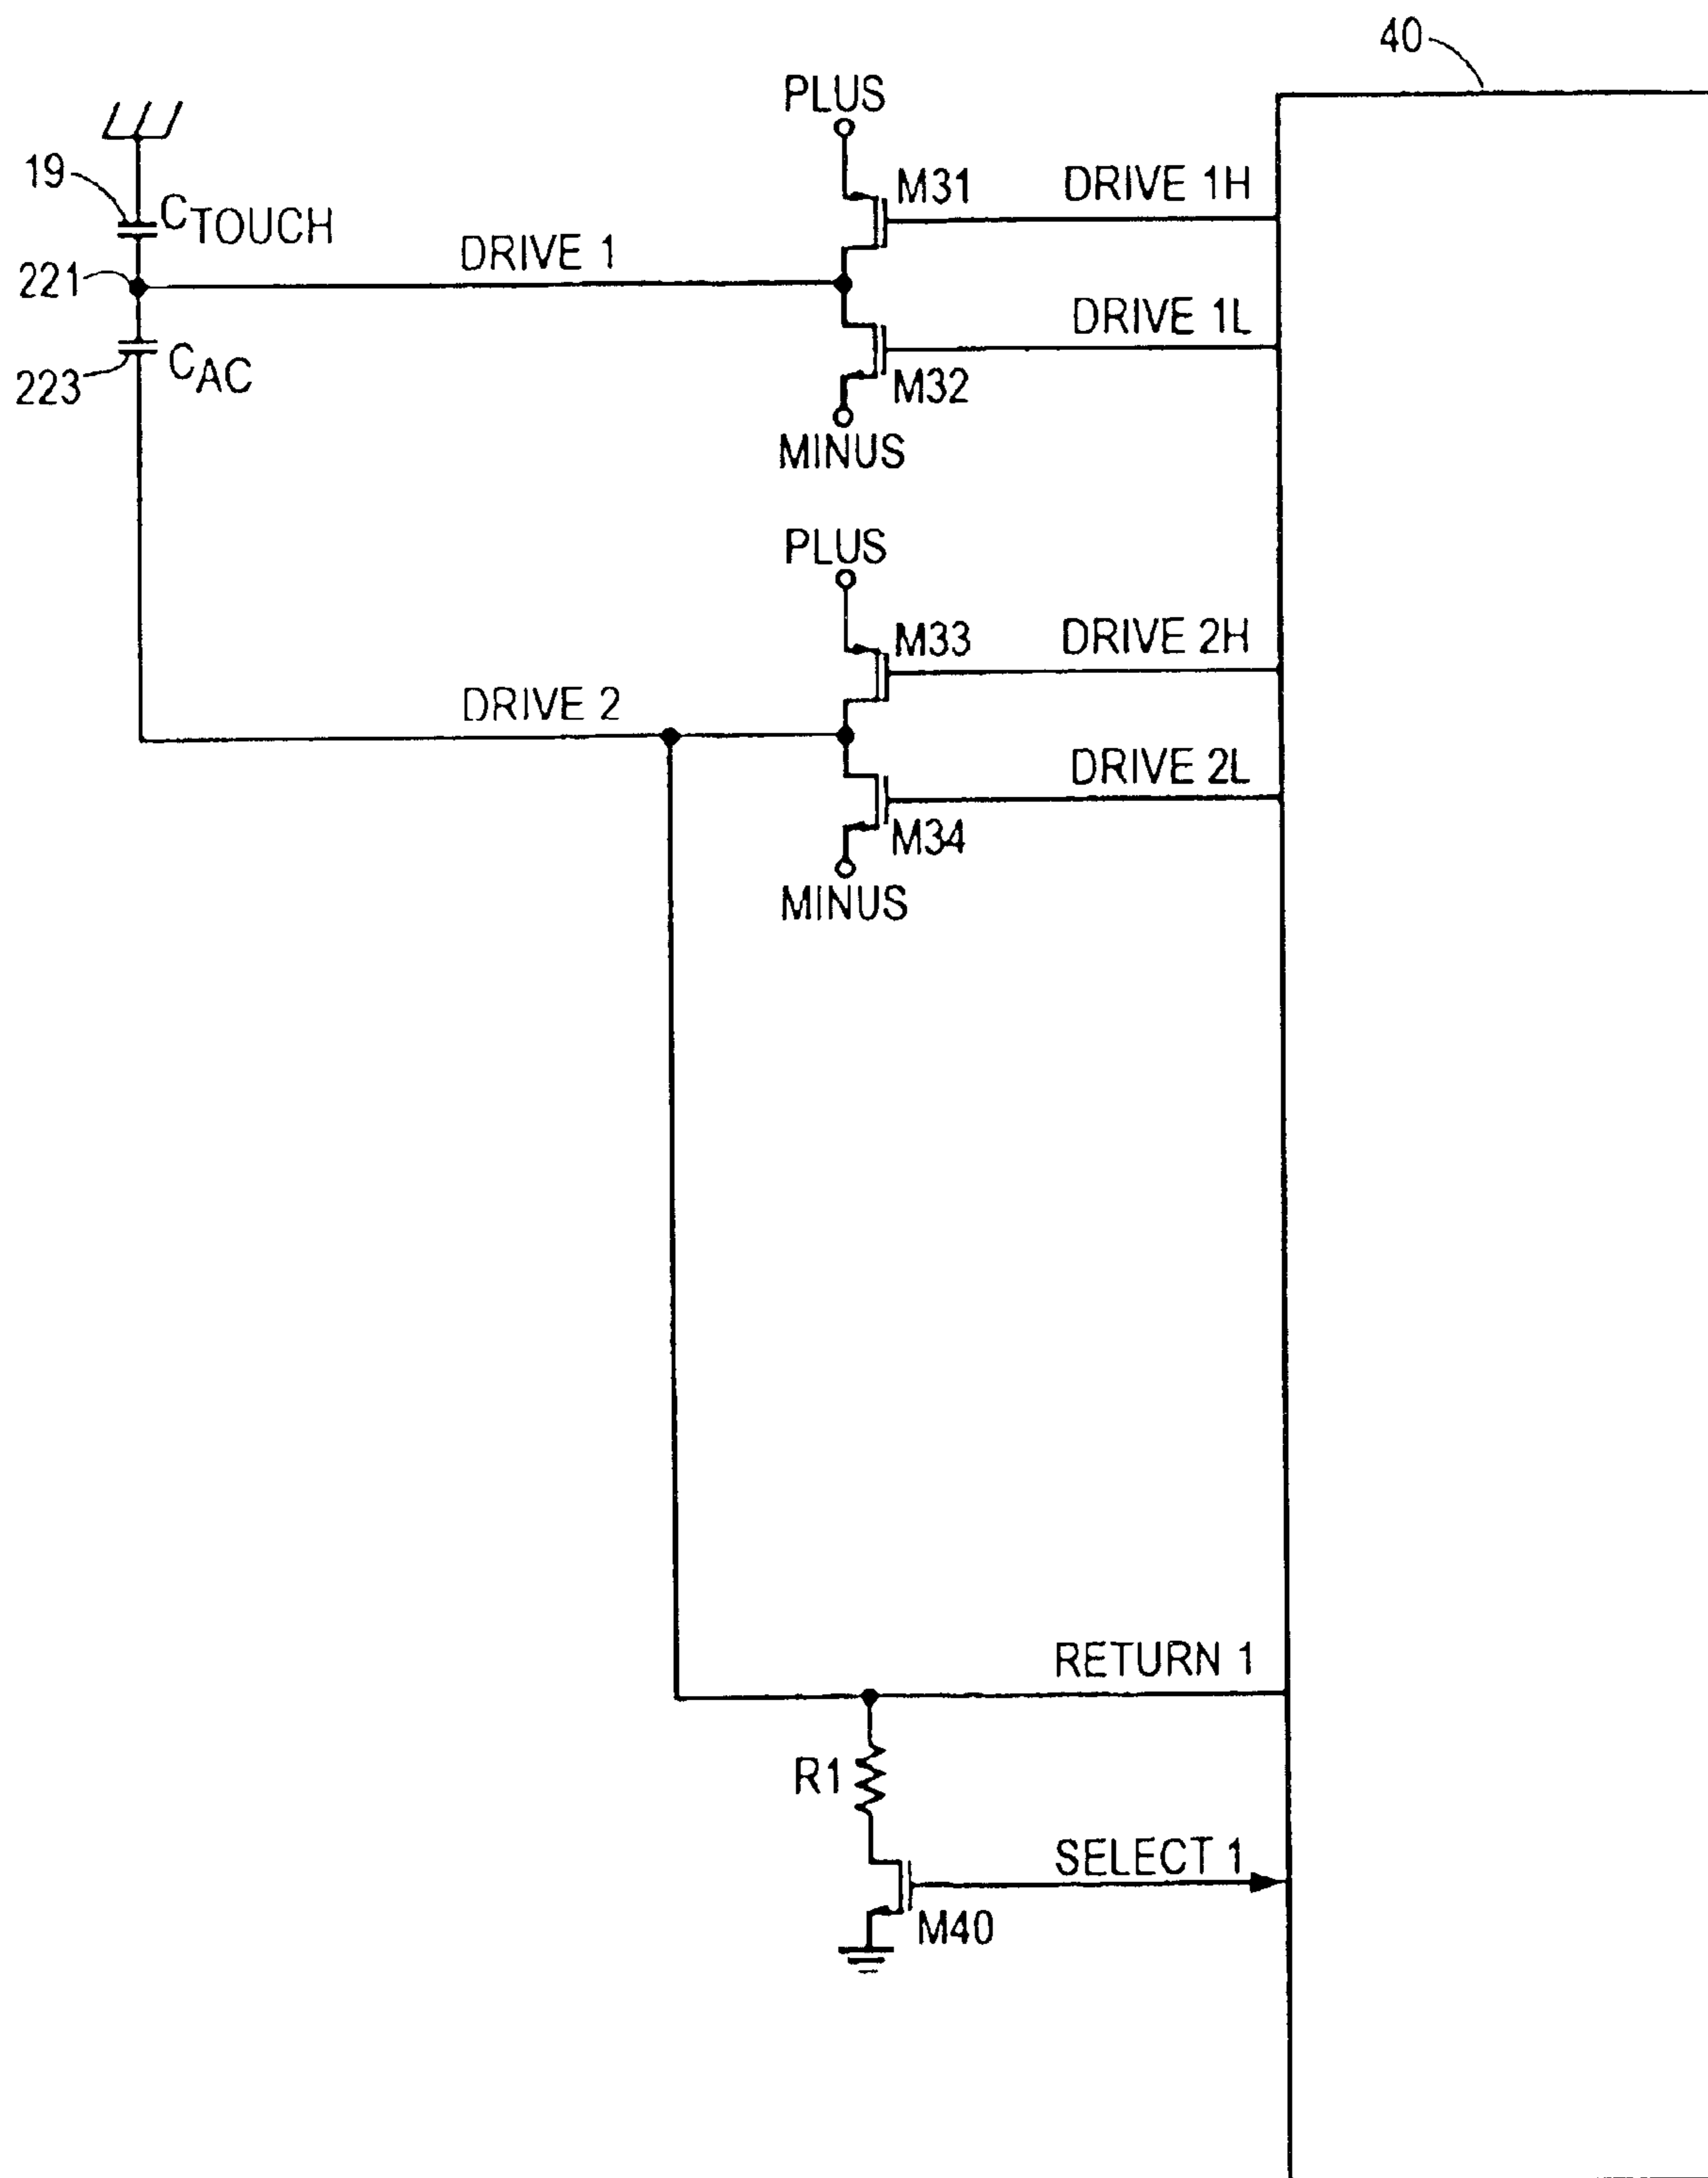 40
PLUS
19
CTOUCH
M31
DRIVE 1H
221
DRIVE 1
DRIVE 1L
223
CAC
M32
MINUS
PLUS
M33
DRIVE 2H
DRIVE 2
DRIVE 2L
M34
MINUS
RETURN 1
R1
SELECT 1
M40